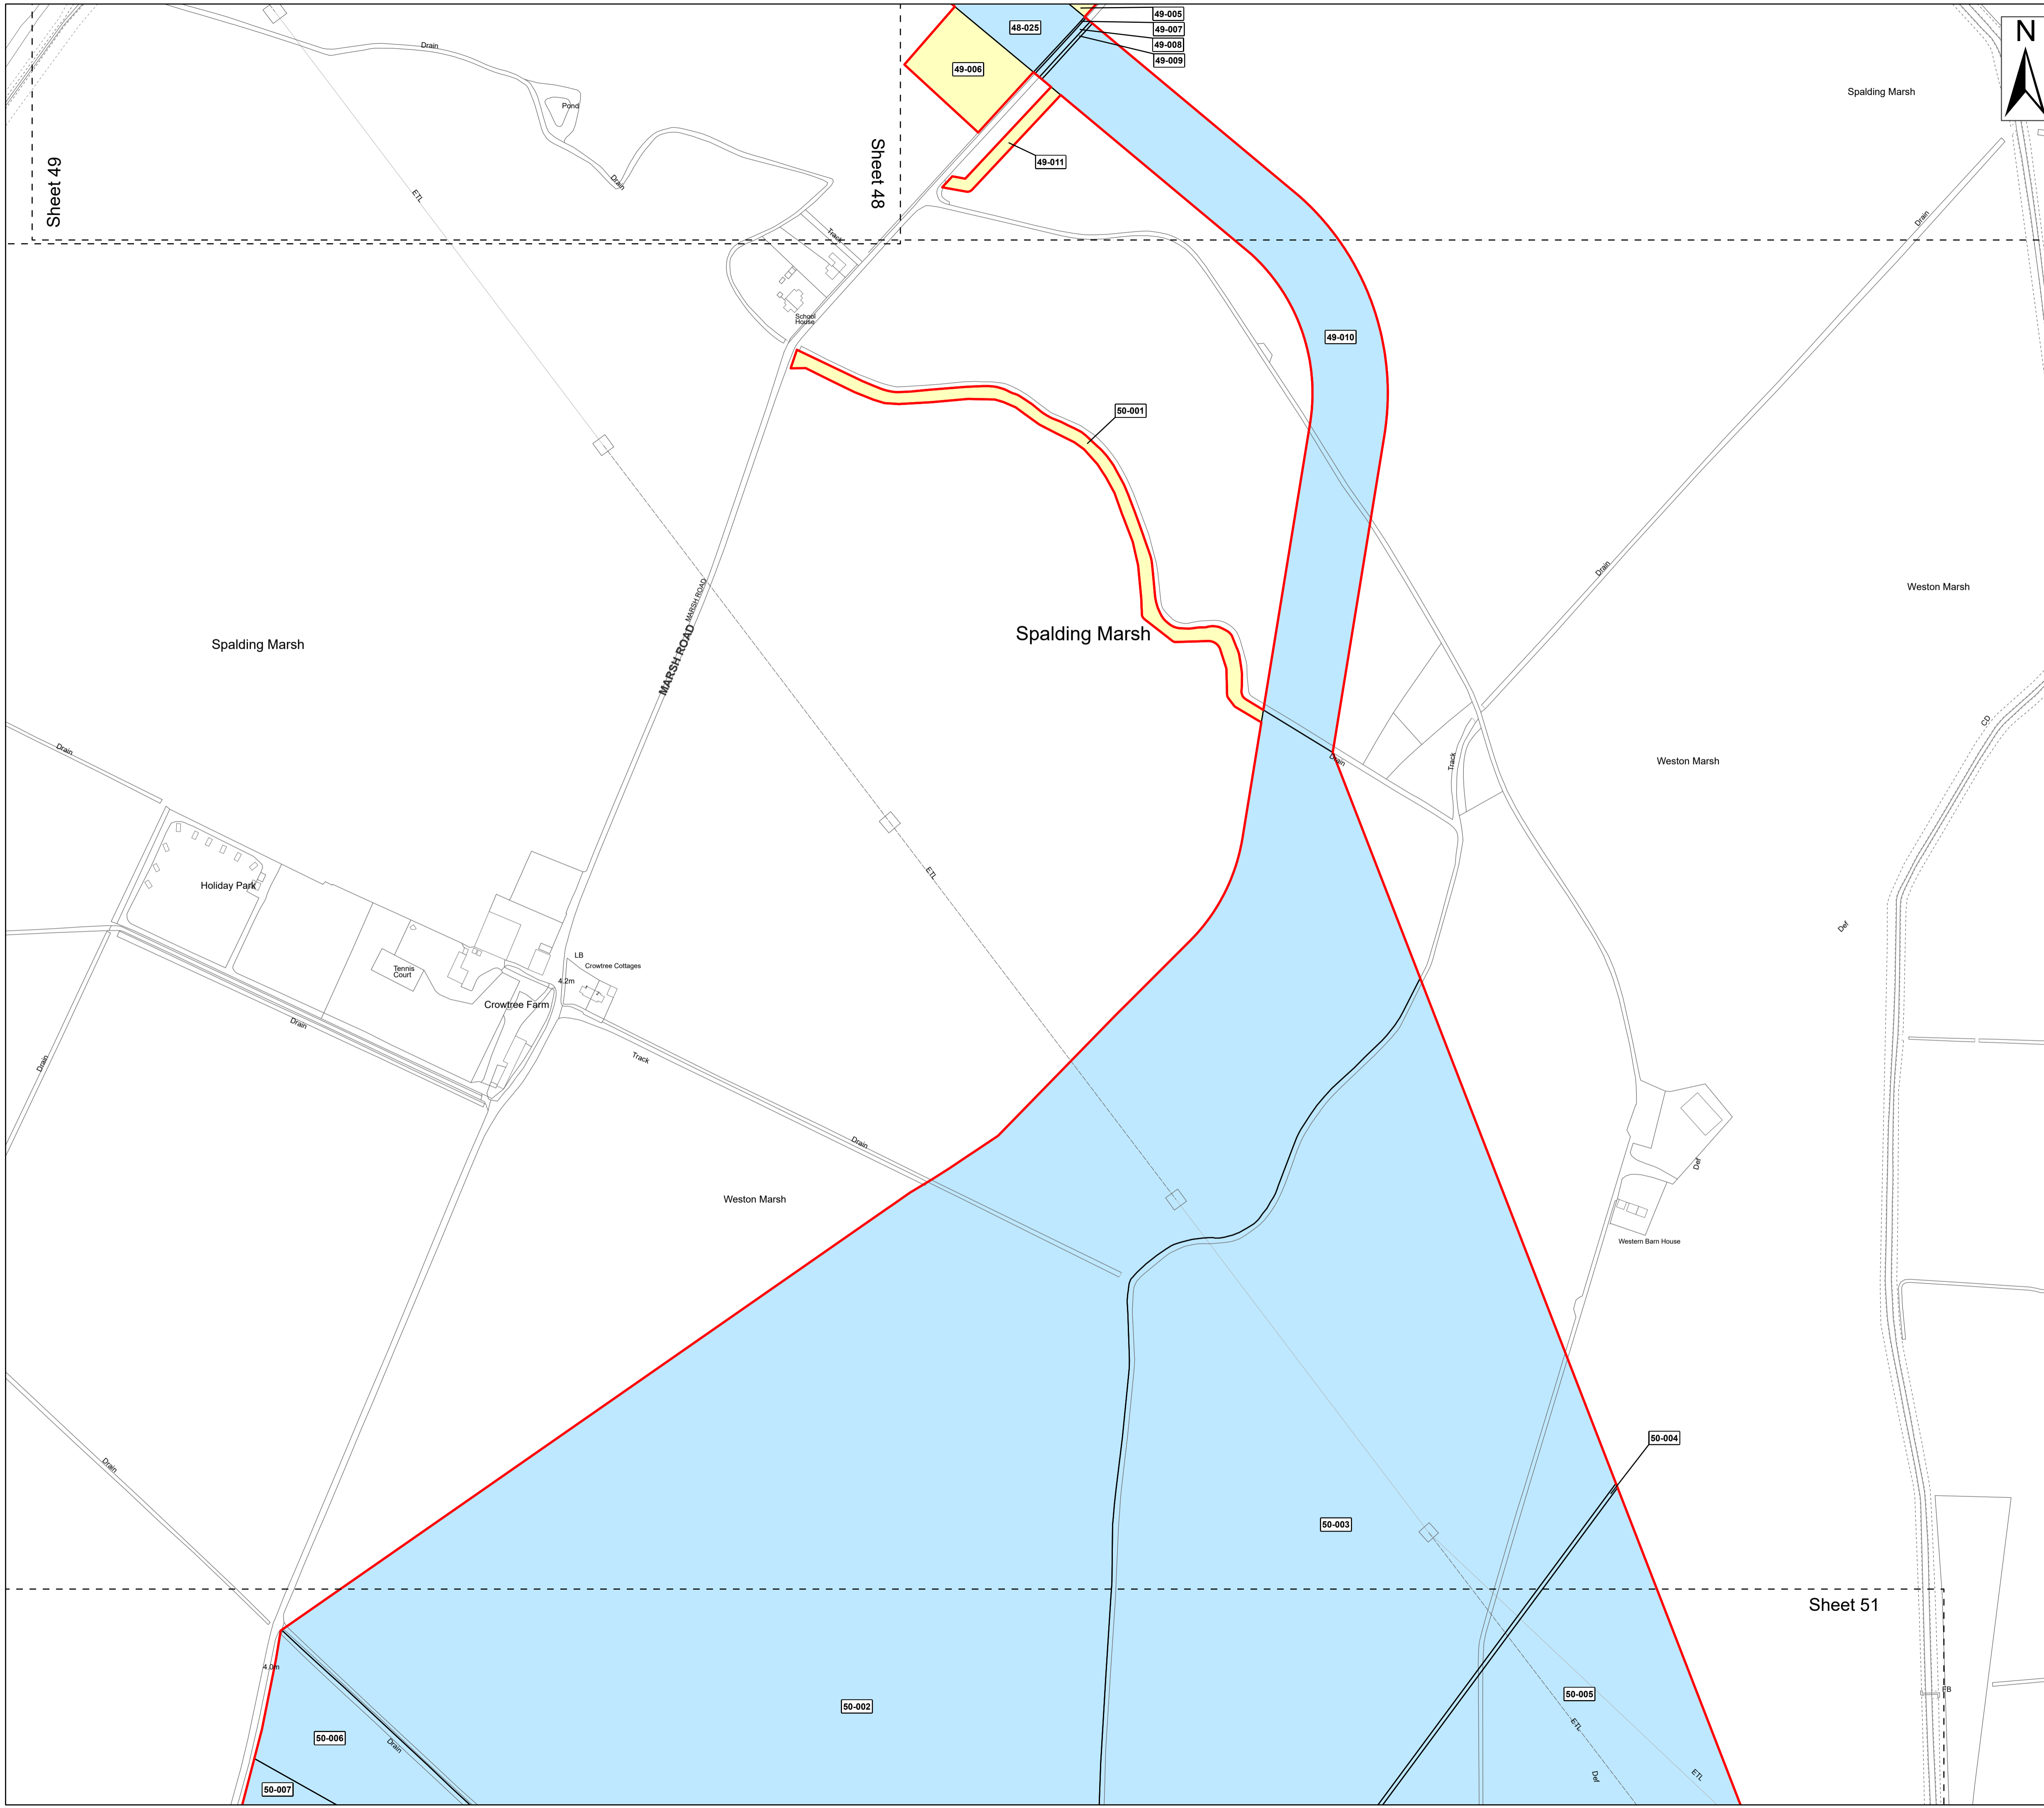 49-005
48-025
49-007
N
Drain
49-008
49-009
49-006
Spalding Marsh
Pond
Sheet 49
Sheet 48
49-011
Drain
ETL
Drain
Track
School
House
49-010
50-001
Drain
MARSH ROAD
MARSH ROAD
Spalding Marsh
Spalding Marsh
Weston Marsh
CD
Drain
Drain
Track
Weston Marsh
ETL
Holiday Park
Def
LB
Crowtree Cottages
Tennis
Court
4.2m
Crowtree Farm
Drain
Track
Drain
Drain
Def
Weston Marsh
Western Barn House
50-004
Drain
50-003
Sheet 51
4.0m
50-005
FB
50-002
ETL
50-006
Drain
ETL
Def
50-007